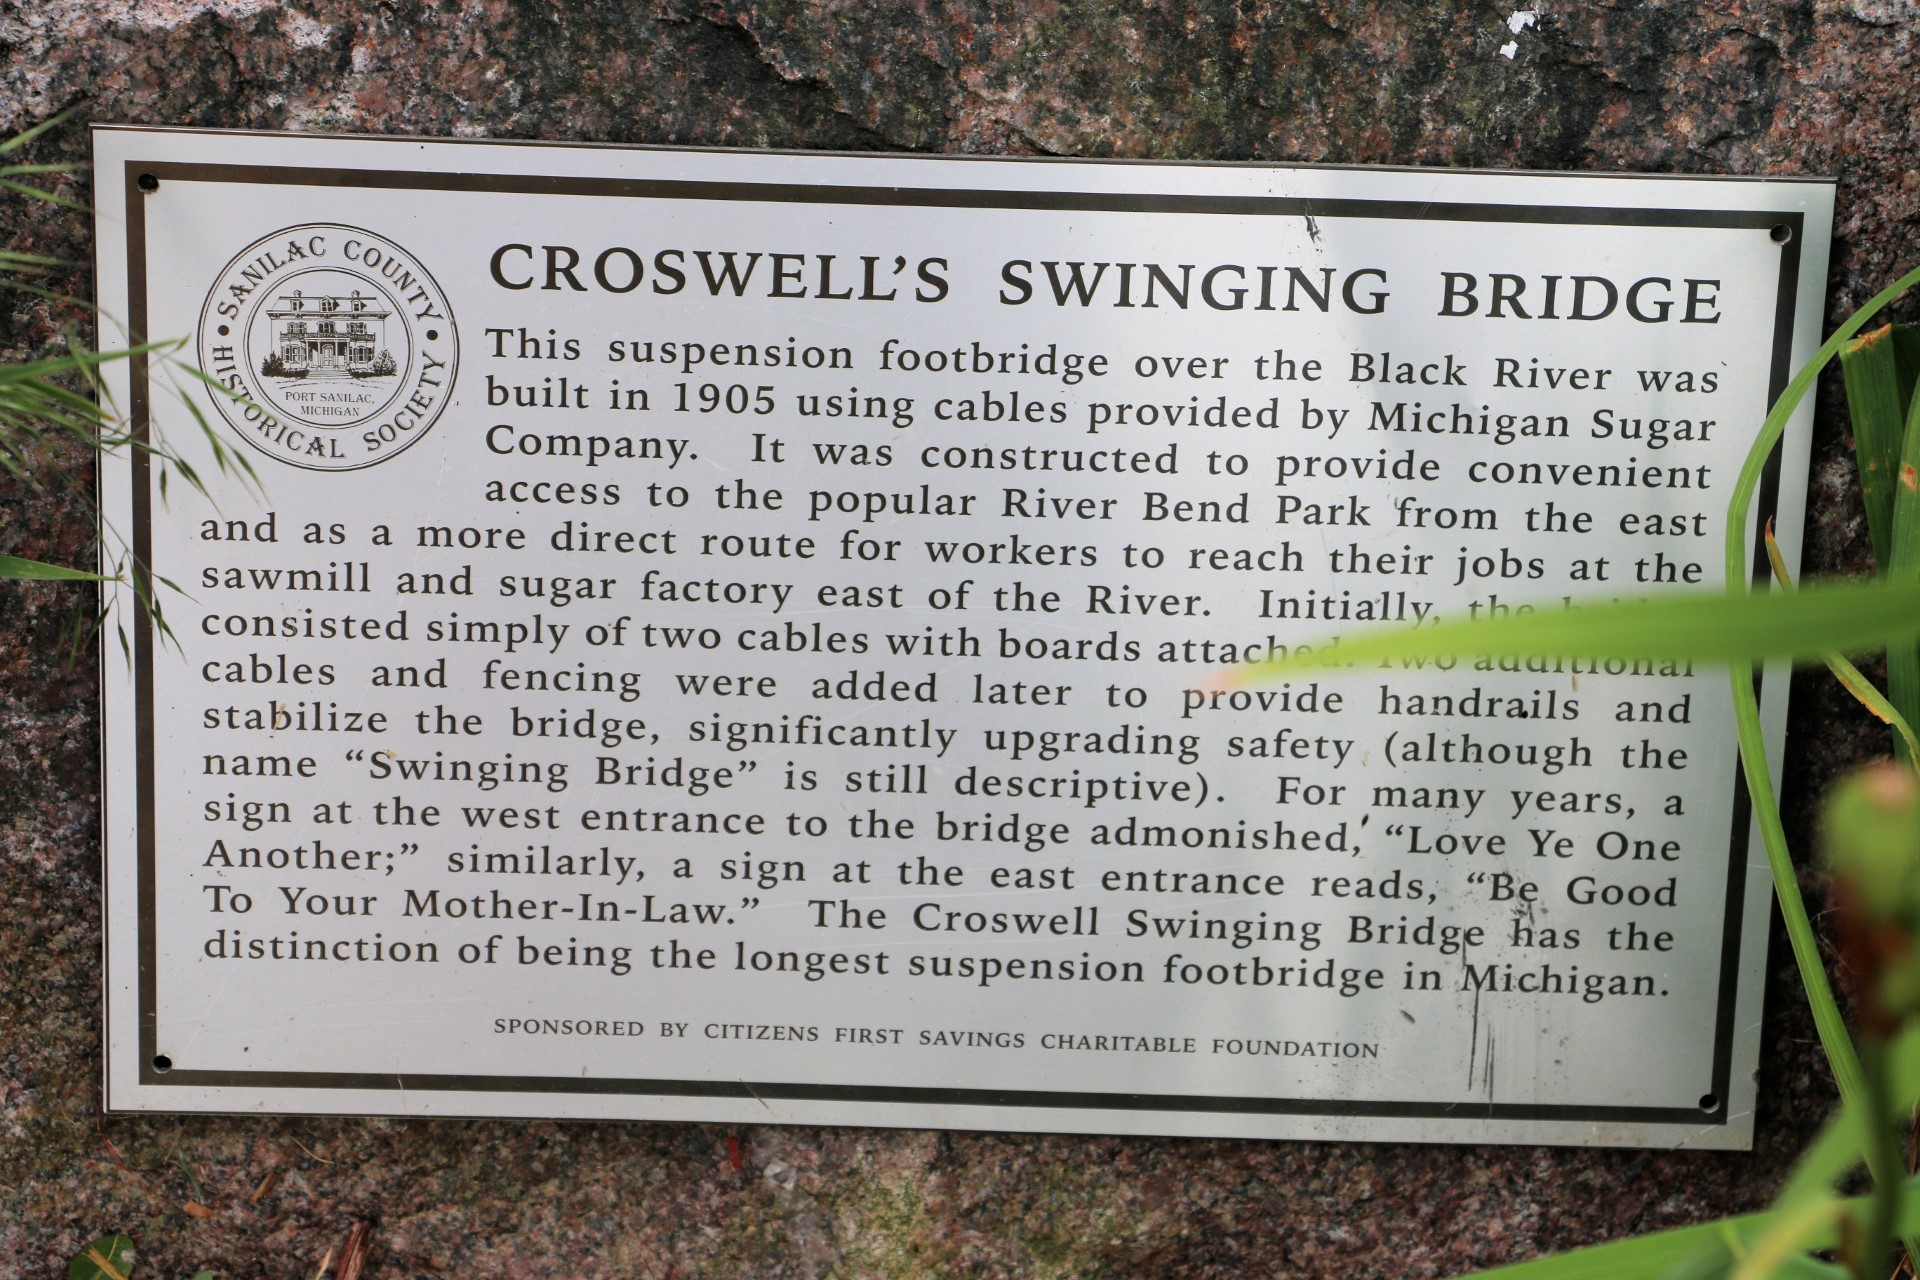 SANILAC COUNTY
HISTORICAL SOCIETY
PORT SANILAC,
MICHIGAN
CROSWELL'S SWINGING BRIDGE
This suspension footbridge over the Black River was
built in 1905 using cables provided by Michigan Sugar
Company. It was constructed to provide convenient
access to the popular River Bend Park from the east
and as a more direct route for workers to reach their jobs at the
sawmill and sugar factory east of the River. Initially, the
consisted simply of two cables with boards attached. Two additional
cables and fencing were added later to provide handrails and
stabilize the bridge, significantly upgrading safety (although the
name “Swinging Bridge” is still descriptive). For many years, a
sign at the west entrance to the bridge admonished, “Love Ye One
Another;” similarly, a sign at the east entrance reads, “Be Good
To Your Mother-In-Law.” The Croswell Swinging Bridge has the
distinction of being the longest suspension footbridge in Michigan.
SPONSORED BY CITIZENS FIRST SAVINGS CHARITABLE FOUNDATION